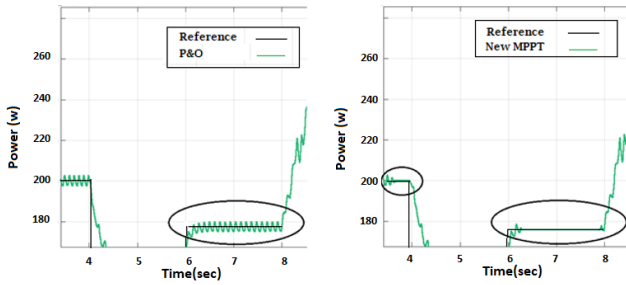 Reference
P&O
260
240
220
200
180
Power (w)
4
5
6
7
8
Time(sec)
Reference
New MPPT
260
240
220
200
180
Power (w)
4
5
6
7
8
Time(sec)